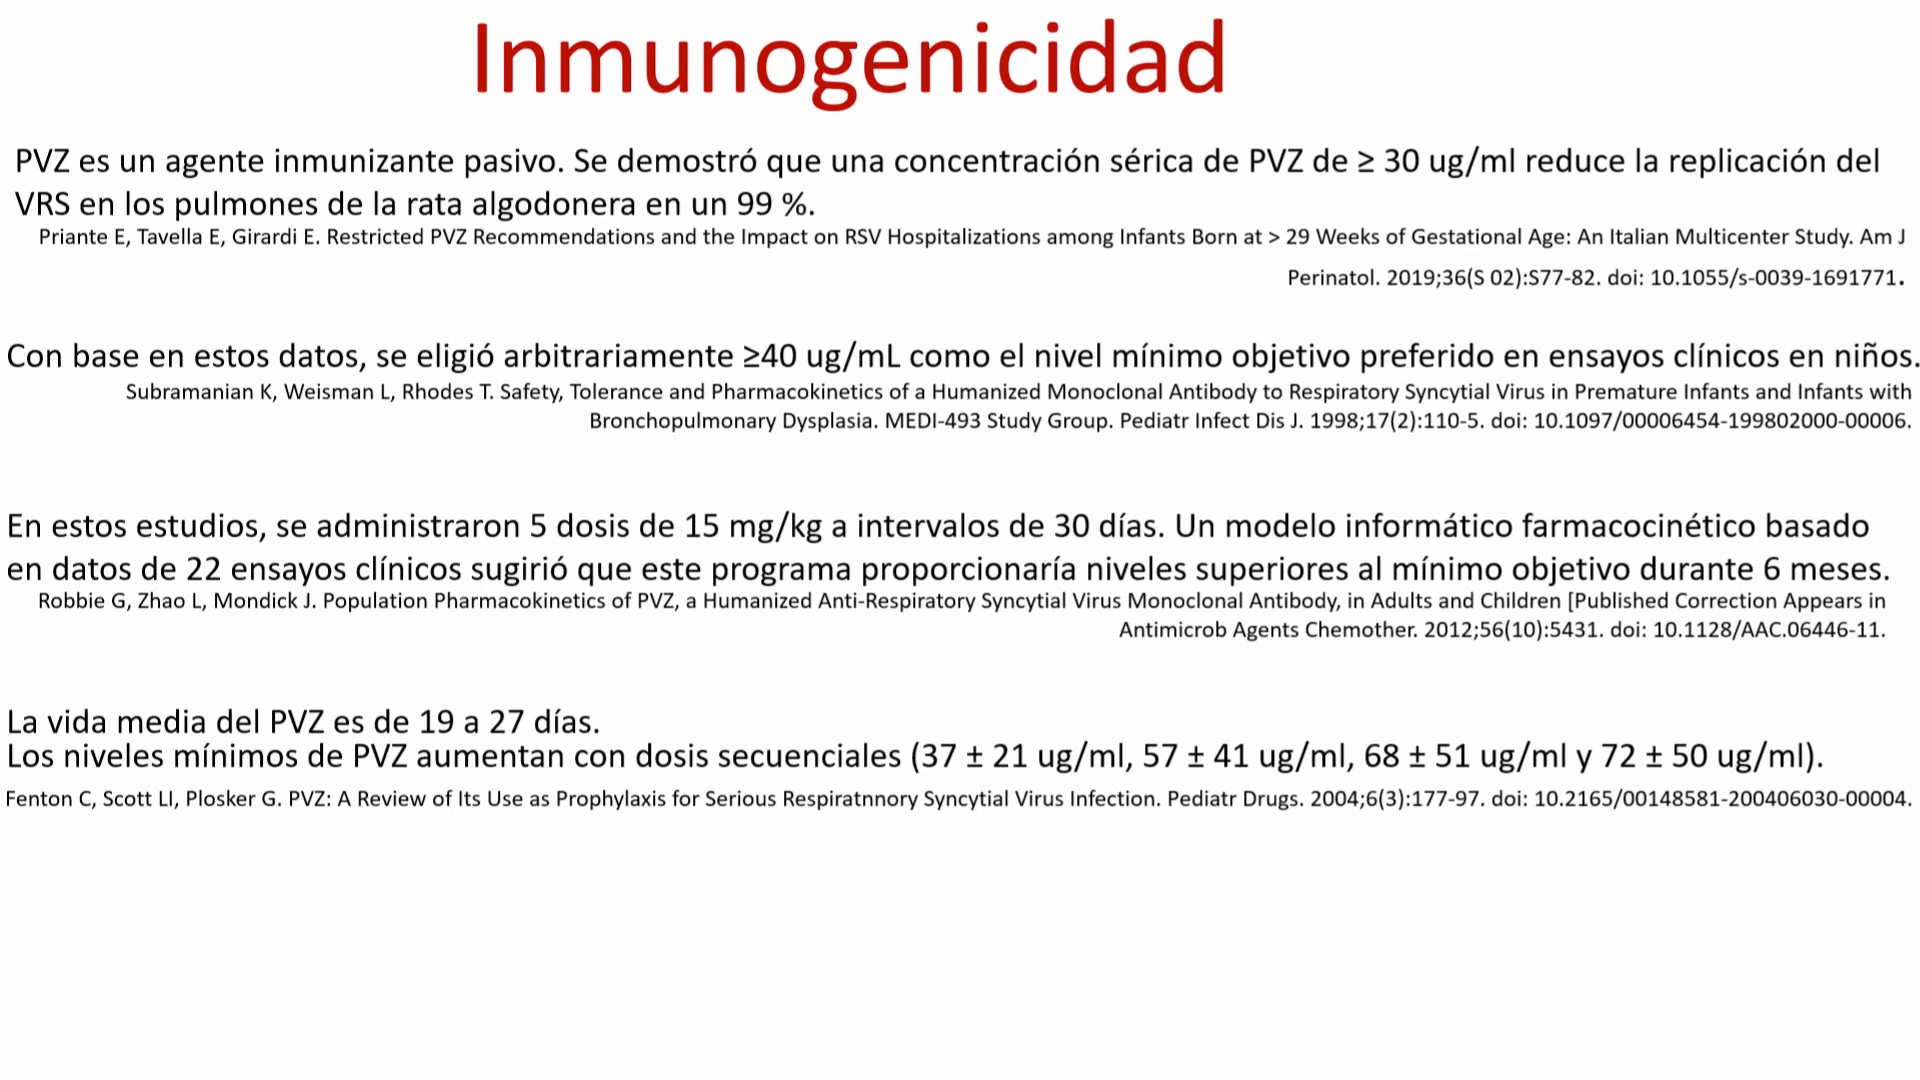 Inmunogenicidad
PVZ es un agente inmunizante pasivo. Se demostró que una concentración sérica de PVZ de ≥ 30 ug/ml reduce la replicación del
VRS en los pulmones de la rata algodonera en un 99 %.
Priante E, Tavella E, Girardi E. Restricted PVZ Recommendations and the Impact on RSV Hospitalizations among Infants Born at > 29 Weeks of Gestational Age: An Italian Multicenter Study. Am J
Perinatol. 2019;36(S 02):S77-82. doi: 10.1055/s-0039-1691771.
Con base en estos datos, se eligió arbitrariamente ≥40 ug/mL como el nivel mínimo objetivo preferido en ensayos clínicos en niños.
Subramanian K, Weisman L, Rhodes T. Safety, Tolerance and Pharmacokinetics of a Humanized Monoclonal Antibody to Respiratory Syncytial Virus in Premature Infants and Infants with
Bronchopulmonary Dysplasia. MEDI-493 Study Group. Pediatr Infect Dis J. 1998;17(2):110-5. doi: 10.1097/00006454-199802000-00006.
En estos estudios, se administraron 5 dosis de 15 mg/kg a intervalos de 30 días. Un modelo informático farmacocinético basado
en datos de 22 ensayos clínicos sugirió que este programa proporcionaría niveles superiores al mínimo objetivo durante 6 meses.
Robbie G, Zhao L, Mondick J. Population Pharmacokinetics of PVZ, a Humanized Anti-Respiratory Syncytial Virus Monoclonal Antibody, in Adults and Children [Published Correction Appears in
Antimicrob Agents Chemother. 2012;56(10):5431. doi: 10.1128/AAC.06446-11.
La vida media del PVZ es de 19 a 27 días.
Los niveles mínimos de PVZ aumentan con dosis secuenciales (37 ± 21 ug/ml, 57 ± 41 ug/ml, 68 ± 51 ug/ml y 72 ± 50 ug/ml).
Fenton C, Scott LI, Plosker G. PVZ: A Review of Its Use as Prophylaxis for Serious Respiratnnory Syncytial Virus Infection. Pediatr Drugs. 2004;6(3):177-97. doi: 10.2165/00148581-200406030-00004.